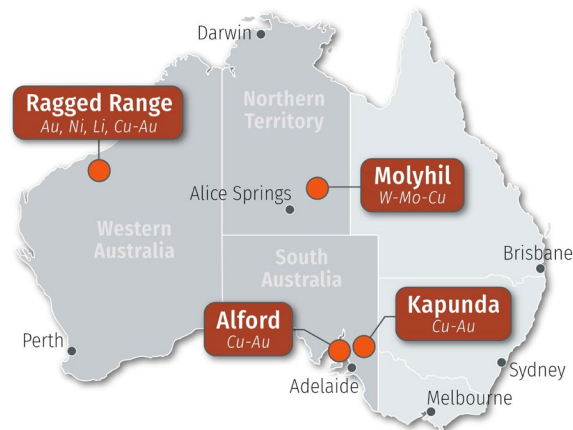 Darwin
Ragged Range
Au, Ni, Li, Cu-Au
Northern
Territory
Molyhil
W-Mo-Cu
Alice Springs
Western
Australia
South
Australia
Brisbane
Alford
Cu-Au
Kapunda
Cu-Au
Perth
Adelaide
Sydney
Melbourne